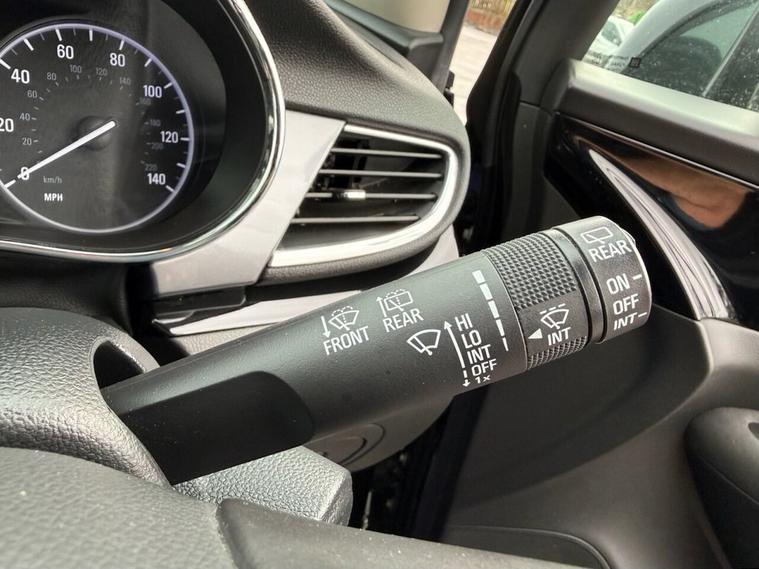 20
40
60
80
100
120
140
0
20
40
60
80
100
120
140
160
180
200
220
km/h
MPH
FRONT
REAR
HI
LO
INT
OFF
1x
INT
REAR
ON
OFF
INT